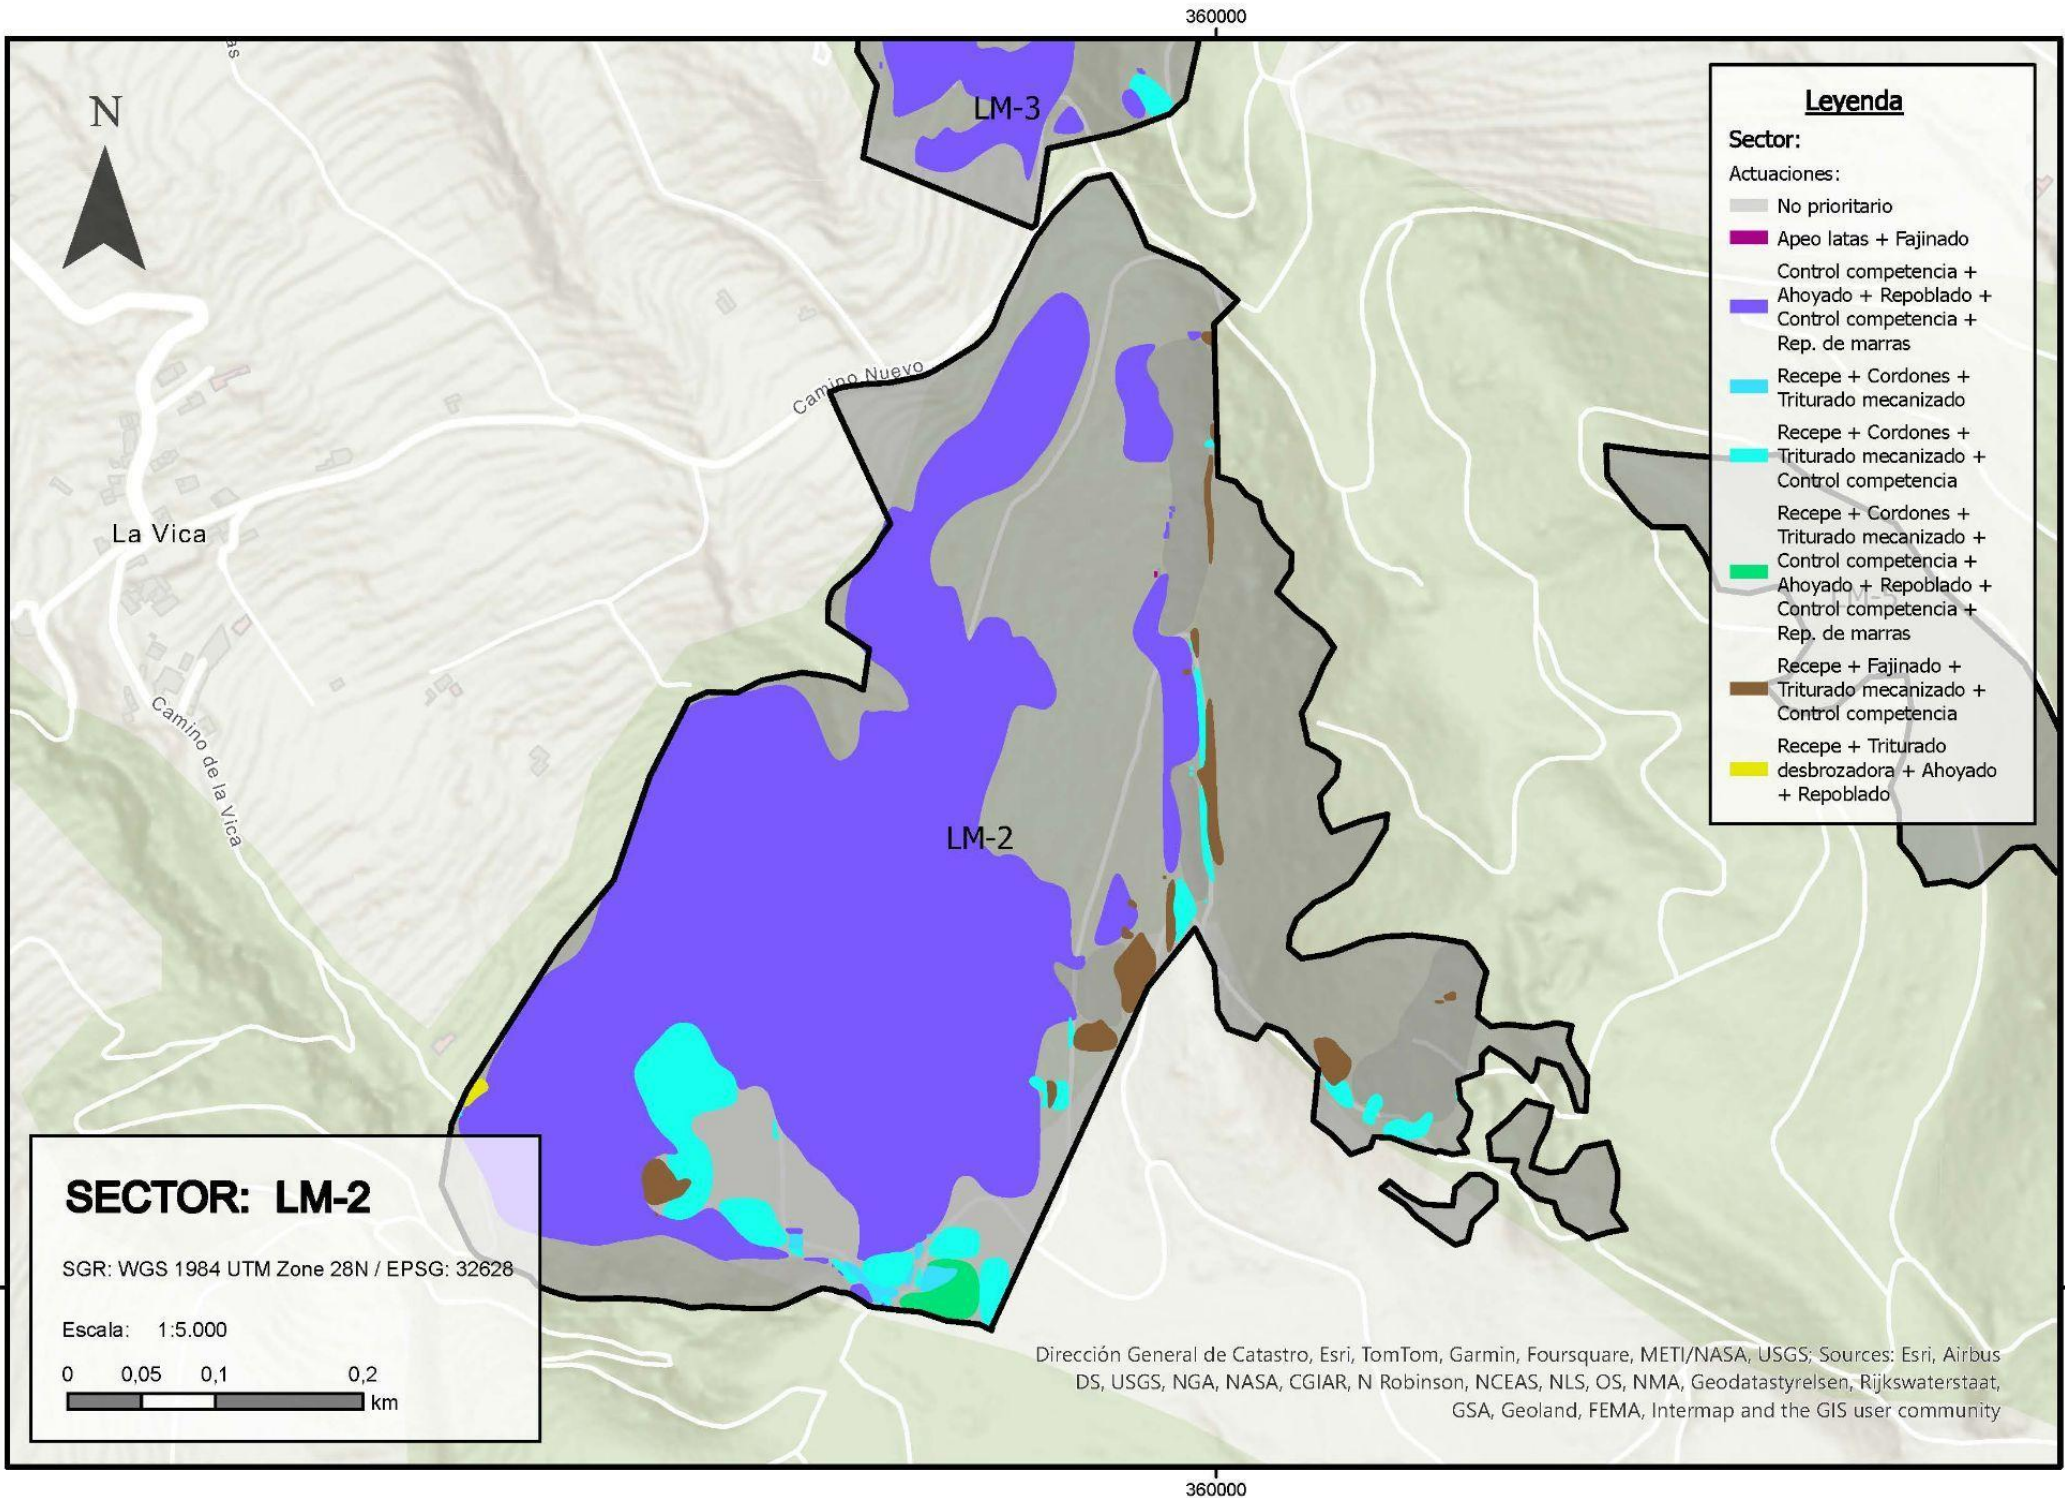 360000
as
N
LM-3
Camino Nuevo
La Vica
Camino de la Vica
LM-2
Leyenda
Sector:
Actuaciones:
No prioritario
Apeo latas + Fajinado
Control competencia +
Ahoyado + Repoblado +
Control competencia +
Rep. de marras
Recepe + Cordones +
Triturado mecanizado
Recepe + Cordones +
Triturado mecanizado +
Control competencia
Recepe + Cordones +
Triturado mecanizado +
Control competencia +
Ahoyado + Repoblado +
Control competencia +
Rep. de marras
Recepe + Fajinado +
Triturado mecanizado +
Control competencia
Recepe + Triturado
desbrozadora + Ahoyado
+ Repoblado
SECTOR: LM-2
SGR: WGS 1984 UTM Zone 28N / EPSG: 32628
Escala: 1:5.000
0 0,05 0,1 0,2
km
Dirección General de Catastro, Esri, TomTom, Garmin, Foursquare, METI/NASA, USGS; Sources: Esri, Airbus
DS, USGS, NGA, NASA, CGIAR, N Robinson, NCEAS, NLS, OS, NMA, Geodatastyrelsen, Rijkswaterstaat,
GSA, Geoland, FEMA, Intermap and the GIS user community
360000